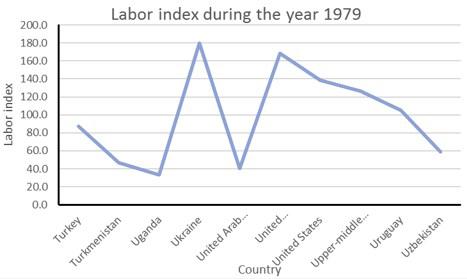 Labor index during the year 1979
Labor index
200.0
180.0
160.0
140.0
120.0
100.0
80.0
60.0
40.0
20.0
0.0
Turkey
Turkmenistan
Uganda
Ukraine
United Arab...
United...
United States
Upper-middle...
Uruguay
Uzbekistan
Country